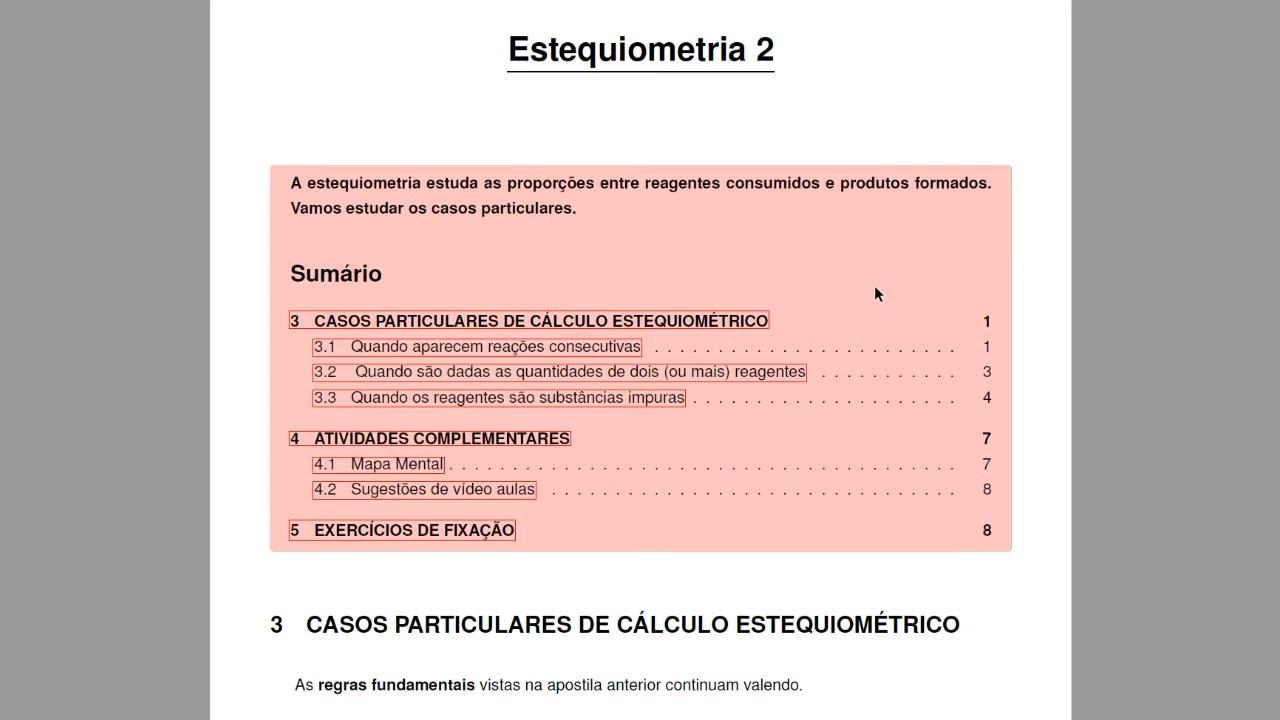 Estequiometria 2
A estequiometria estuda as proporções entre reagentes consumidos e produtos formados.
Vamos estudar os casos particulares.
Sumário
3 CASOS PARTICULARES DE CÁLCULO ESTEQUIOMÉTRICO 1
3.1 Quando aparecem reações consecutivas . . . . . . . . . . . . . . . . . . . . . . . . 1
3.2 Quando são dadas as quantidades de dois (ou mais) reagentes . . . . . . . . . . . 3
3.3 Quando os reagentes são substâncias impuras . . . . . . . . . . . . . . . . . . . . . 4
4 ATIVIDADES COMPLEMENTARES 7
4.1 Mapa Mental . . . . . . . . . . . . . . . . . . . . . . . . . . . . . . . . . . . . . . . . 7
4.2 Sugestões de vídeo aulas . . . . . . . . . . . . . . . . . . . . . . . . . . . . . . 8
5 EXERCÍCIOS DE FIXAÇÃO 8
3 CASOS PARTICULARES DE CÁLCULO ESTEQUIOMÉTRICO
As regras fundamentais vistas na apostila anterior continuam valendo.